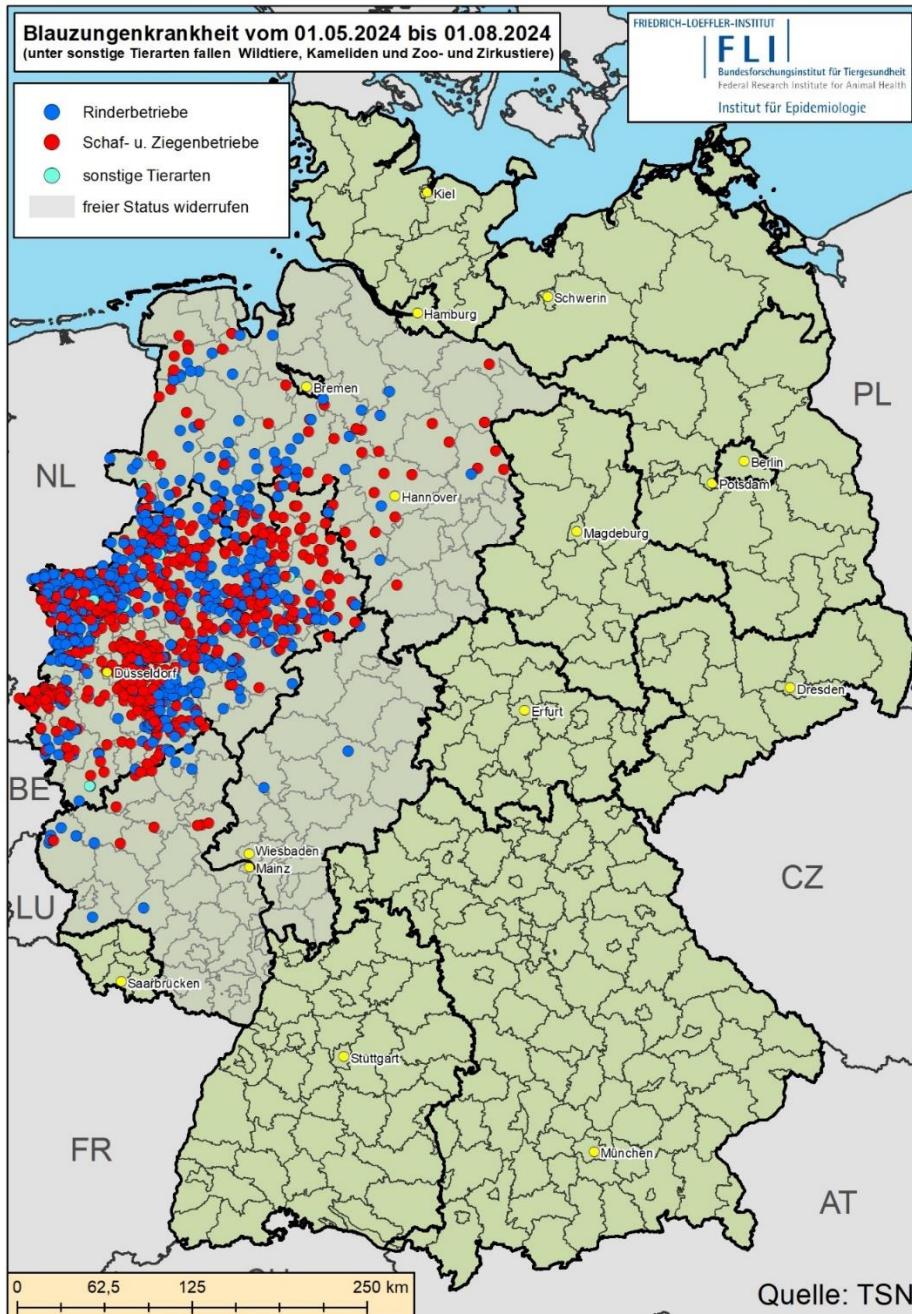 Blauzungenkrankheit vom 01.05.2024 bis 01.08.2024
(unter sonstige Tierarten fallen Wildtiere, Kameliden und Zoo- und Zirkustiere)
FRIEDRICH-LOEFFLER-INSTITUT
FLI
Bundesforschungsinstitut für Tiergesundheit
Federal Research Institute for Animal Health
Institut für Epidemiologie
Rinderbetriebe
Schaf- u. Ziegenbetriebe
sonstige Tierarten
freier Status widerrufen
Kiel
Schwerin
Hamburg
Bremen
PL
NL
Berlin
Potsdam
Hannover
Magdeburg
Düsseldorf
Dresden
Erfurt
BE
Wiesbaden
Mainz
CZ
LU
Saarbrücken
Stuttgart
FR
München
AT
0 62,5 125 250 km
Quelle: TSN